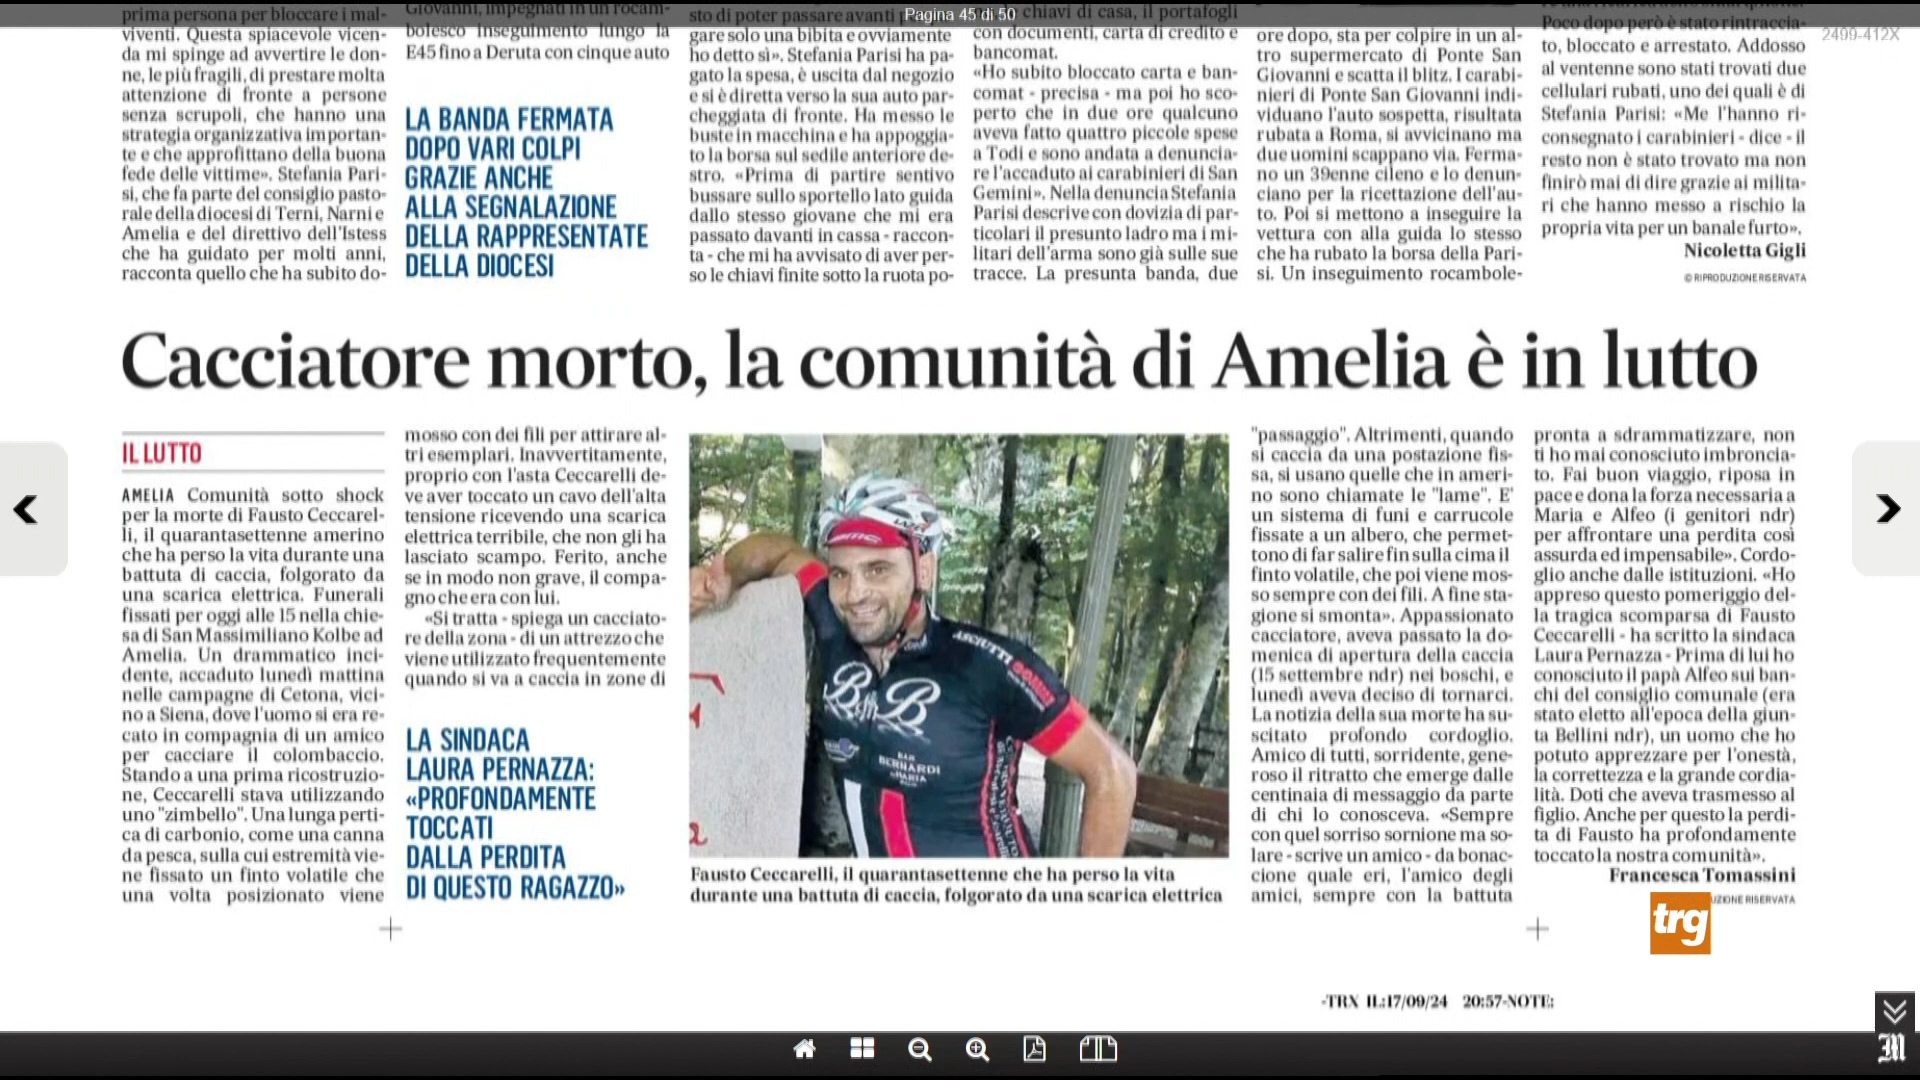 Pagina 45 di 50
2499-412X
prima persona per bloccare i mal-
viventi. Questa spiacevole vicen-
da mi spinge ad avvertire le don-
ne, le più fragili, di prestare molta
attenzione di fronte a persone
senza scrupoli, che hanno una
strategia organizzativa importan-
te e che approfittano della buona
fede delle vittime». Stefania Pari-
si, che fa parte del consiglio pasto-
rale della diocesi di Terni, Narni e
Amelia e del direttivo dell'Istess
che ha guidato per molti anni,
racconta quello che ha subito do-
Giovanni, impegnati in un rocam-
bolesco inseguimento lungo la
E45 fino a Deruta con cinque auto
LA BANDA FERMATA
DOPO VARI COLPI
GRAZIE ANCHE
ALLA SEGNALAZIONE
DELLA RAPPRESENTATE
DELLA DIOCESI
sto di poter passare avanti
gare solo una bibita e ovviamente
ho detto sì». Stefania Parisi ha pa-
gato la spesa, è uscita dal negozio
e si è diretta verso la sua auto par-
cheggiata di fronte. Ha messo le
buste in macchina e ha appoggia-
to la borsa sul sedile anteriore de-
stro. «Prima di partire sentivo
bussare sullo sportello lato guida
dallo stesso giovane che mi era
passato davanti in cassa - raccon-
ta - che mi ha avvisato di aver per-
so le chiavi finite sotto la ruota po-
chiavi di casa, il portafogli
con documenti, carta di credito e
bancomat.
«Ho subito bloccato carta e ban-
comat - precisa - ma poi ho sco-
perto che in due ore qualcuno
aveva fatto quattro piccole spese
a Todi e sono andata a denuncia-
re l'accaduto ai carabinieri di San
Gemini». Nella denuncia Stefania
Parisi descrive con dovizia di par-
ticolari il presunto ladro ma i mi-
litari dell'arma sono già sulle sue
tracce. La presunta banda, due
ore dopo, sta per colpire in un al-
tro supermercato di Ponte San
Giovanni e scatta il blitz. I carabi-
nieri di Ponte San Giovanni indi-
viduano l'auto sospetta, risultata
rubata a Roma, si avvicinano ma
due uomini scappano via. Ferma-
no un 39enne cileno e lo denun-
ciano per la ricettazione dell'au-
to. Poi si mettono a inseguire la
vettura con alla guida lo stesso
che ha rubato la borsa della Pari-
si. Un inseguimento rocambole-
Poco dopo però è stato rintraccia-
to, bloccato e arrestato. Addosso
al ventenne sono stati trovati due
cellulari rubati, uno dei quali è di
Stefania Parisi: «Me l'hanno ri-
consegnato i carabinieri - dice - il
resto non è stato trovato ma non
finirò mai di dire grazie ai milita-
ri che hanno messo a rischio la
propria vita per un banale furto».
Nicoletta Gigli
© RIPRODUZIONE RISERVATA
Cacciatore morto, la comunità di Amelia è in lutto
IL LUTTO
AMELIA Comunità sotto shock
per la morte di Fausto Ceccarel-
li, il quarantasettenne amerino
che ha perso la vita durante una
battuta di caccia, folgorato da
una scarica elettrica. Funerali
fissati per oggi alle 15 nella chie-
sa di San Massimiliano Kolbe ad
Amelia. Un drammatico inci-
dente, accaduto lunedì mattina
nelle campagne di Cetona, vici-
no a Siena, dove l'uomo si era re-
cato in compagnia di un amico
per cacciare il colombaccio.
Stando a una prima ricostruzio-
ne, Ceccarelli stava utilizzando
uno "zimbello". Una lunga perti-
ca di carbonio, come una canna
da pesca, sulla cui estremità vie-
ne fissato un finto volatile che
una volta posizionato viene
mosso con dei fili per attirare al-
tri esemplari. Inavvertitamente,
proprio con l'asta Ceccarelli de-
ve aver toccato un cavo dell'alta
tensione ricevendo una scarica
elettrica terribile, che non gli ha
lasciato scampo. Ferito, anche
se in modo non grave, il compa-
gno che era con lui.
«Si tratta - spiega un cacciato-
re della zona - di un attrezzo che
viene utilizzato frequentemente
quando si va a caccia in zone di
LA SINDACA
LAURA PERNAZZA:
«PROFONDAMENTE
TOCCATI
DALLA PERDITA
DI QUESTO RAGAZZO»
ASCIUTTI
B&B
BAR
BERNARDI
Fausto Ceccarelli, il quarantasettenne che ha perso la vita
durante una battuta di caccia, folgorato da una scarica elettrica
"passaggio". Altrimenti, quando
si caccia da una postazione fis-
sa, si usano quelle che in ameri-
no sono chiamate le "lame". E'
un sistema di funi e carrucole
fissate a un albero, che permet-
tono di far salire fin sulla cima il
finto volatile, che poi viene mos-
so sempre con dei fili. A fine sta-
gione si smonta». Appassionato
cacciatore, aveva passato la do-
menica di apertura della caccia
(15 settembre ndr) nei boschi, e
lunedì aveva deciso di tornarci.
La notizia della sua morte ha su-
scitato profondo cordoglio.
Amico di tutti, sorridente, gene-
roso il ritratto che emerge dalle
centinaia di messaggio da parte
di chi lo conosceva. «Sempre
con quel sorriso sornione ma so-
lare - scrive un amico - da bonac-
cione quale eri, l'amico degli
amici, sempre con la battuta
pronta a sdrammatizzare, non
ti ho mai conosciuto imbroncia-
to. Fai buon viaggio, riposa in
pace e dona la forza necessaria a
Maria e Alfeo (i genitori ndr)
per affrontare una perdita così
assurda ed impensabile». Cordo-
glio anche dalle istituzioni. «Ho
appreso questo pomeriggio del-
la tragica scomparsa di Fausto
Ceccarelli - ha scritto la sindaca
Laura Pernazza - Prima di lui ho
conosciuto il papà Alfeo sui ban-
chi del consiglio comunale (era
stato eletto all'epoca della giun-
ta Bellini ndr), un uomo che ho
potuto apprezzare per l'onestà,
la correttezza e la grande cordia-
lità. Doti che aveva trasmesso al
figlio. Anche per questo la perdi-
ta di Fausto ha profondamente
toccato la nostra comunità».
Francesca Tomassini
UZIONE RISERVATA
trg
-TRX IL:17/09/24 20:57-NOTE:
M